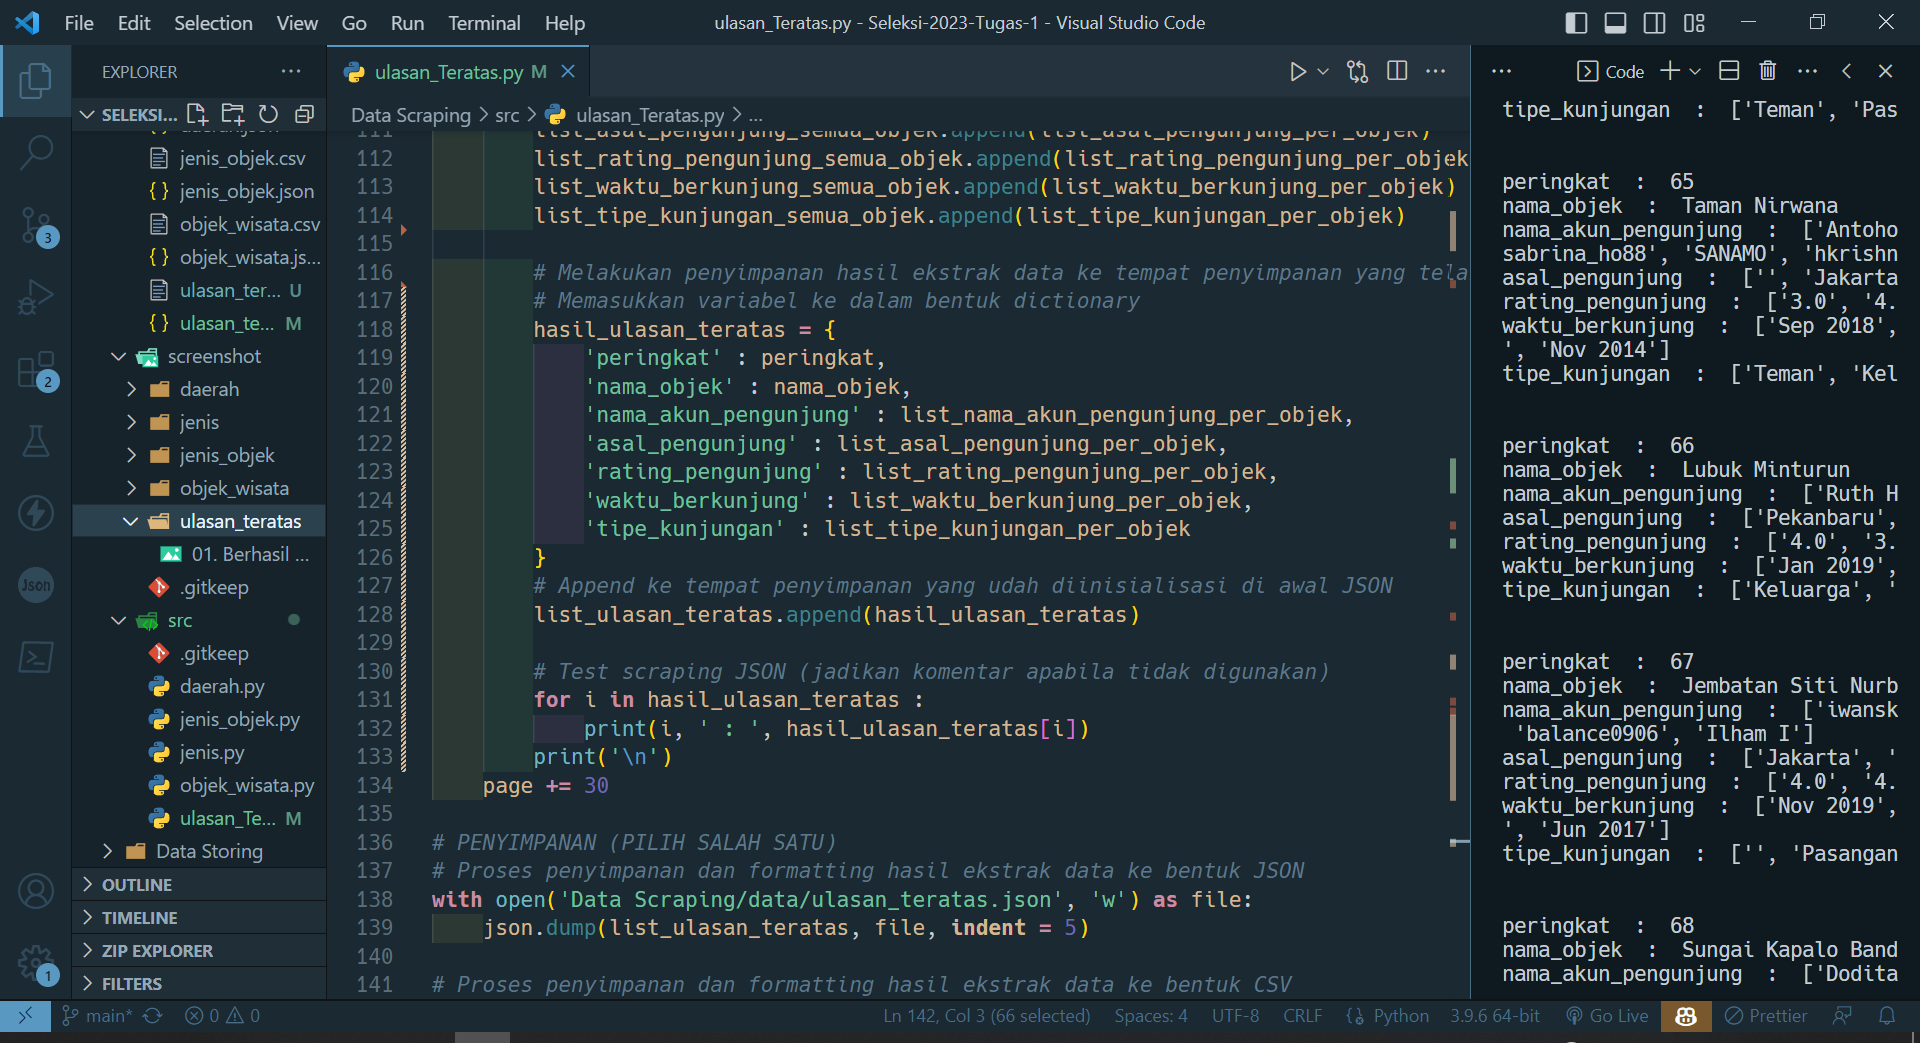 File Edit Selection View Go Run Terminal Help
ulasan_Teratas.py - Seleksi-2023-Tugas-1 - Visual Studio Code
EXPLORER
SELEKSI...
daerah.json
jenis_objek.csv
jenis_objek.json
objek_wisata.csv
objek_wisata.js...
ulasan_ter... U
ulasan_te... M
screenshot
daerah
jenis
jenis_objek
objek_wisata
ulasan_teratas
01. Berhasil ...
.gitkeep
src
.gitkeep
daerah.py
jenis_objek.py
jenis.py
objek_wisata.py
ulasan_Te... M
Data Storing
OUTLINE
TIMELINE
ZIP EXPLORER
FILTERS
3
2
Json
1
ulasan_Teratas.py M
Data Scraping > src > ulasan_Teratas.py > ...
111 list_asal_pengunjung_semua_objek.append(list_asal_pengunjung_per_objek)
112 list_rating_pengunjung_semua_objek.append(list_rating_pengunjung_per_objek
113 list_waktu_berkunjung_semua_objek.append(list_waktu_berkunjung_per_objek)
114 list_tipe_kunjungan_semua_objek.append(list_tipe_kunjungan_per_objek)
115
116 # Melakukan penyimpanan hasil ekstrak data ke tempat penyimpanan yang tela
117 # Memasukkan variabel ke dalam bentuk dictionary
118 hasil_ulasan_teratas = {
119 'peringkat' : peringkat,
120 'nama_objek' : nama_objek,
121 'nama_akun_pengunjung' : list_nama_akun_pengunjung_per_objek,
122 'asal_pengunjung' : list_asal_pengunjung_per_objek,
123 'rating_pengunjung' : list_rating_pengunjung_per_objek,
124 'waktu_berkunjung' : list_waktu_berkunjung_per_objek,
125 'tipe_kunjungan' : list_tipe_kunjungan_per_objek
126 }
127 # Append ke tempat penyimpanan yang udah diinisialisasi di awal JSON
128 list_ulasan_teratas.append(hasil_ulasan_teratas)
129
130 # Test scraping JSON (jadikan komentar apabila tidak digunakan)
131 for i in hasil_ulasan_teratas :
132 print(i, ' : ', hasil_ulasan_teratas[i])
133 print('\n')
134 page += 30
135
136 # PENYIMPANAN (PILIH SALAH SATU)
137 # Proses penyimpanan dan formatting hasil ekstrak data ke bentuk JSON
138 with open('Data Scraping/data/ulasan_teratas.json', 'w') as file:
139 json.dump(list_ulasan_teratas, file, indent = 5)
140
141 # Proses penyimpanan dan formatting hasil ekstrak data ke bentuk CSV
Code
tipe_kunjungan : ['Teman', 'Pas
peringkat : 65
nama_objek : Taman Nirwana
nama_akun_pengunjung : ['Antoho
sabrina_ho88', 'SANAMO', 'hkrishn
asal_pengunjung : ['', 'Jakarta
rating_pengunjung : ['3.0', '4.
waktu_berkunjung : ['Sep 2018',
', 'Nov 2014']
tipe_kunjungan : ['Teman', 'Kel
peringkat : 66
nama_objek : Lubuk Minturun
nama_akun_pengunjung : ['Ruth H
asal_pengunjung : ['Pekanbaru',
rating_pengunjung : ['4.0', '3.
waktu_berkunjung : ['Jan 2019',
tipe_kunjungan : ['Keluarga', '
peringkat : 67
nama_objek : Jembatan Siti Nurb
nama_akun_pengunjung : ['iwansk
'balance0906', 'Ilham I']
asal_pengunjung : ['Jakarta', '
rating_pengunjung : ['4.0', '4.
waktu_berkunjung : ['Nov 2019',
', 'Jun 2017']
tipe_kunjungan : ['', 'Pasangan
peringkat : 68
nama_objek : Sungai Kapalo Band
nama_akun_pengunjung : ['Dodita
main* 0 0 Ln 142, Col 3 (66 selected) Spaces: 4 UTF-8 CRLF Python 3.9.6 64-bit Go Live Prettier